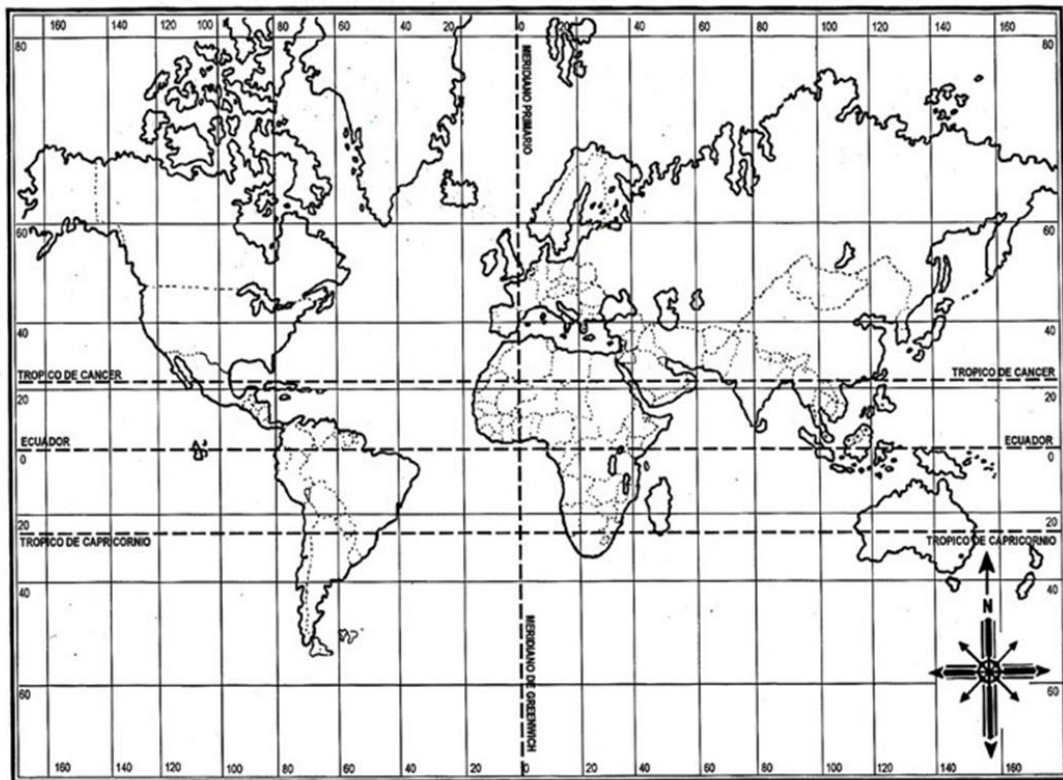 160 140 120 100 80 60 40 20 0 20 40 60 80 100 120 140 160
80 80
MERIDIANO PRIMARIO
60 60
40 40
TROPICO DE CANCER TROPICO DE CANCER
20 20
ECUADOR ECUADOR
0 0
20 20
TROPICO DE CAPRICORNIO TROPICO DE CAPRICORNIO
40 40
N
MERIDIANO DE GREENWICH
60 60
160 140 120 100 80 60 40 20 0 20 40 60 80 100 120 140 160